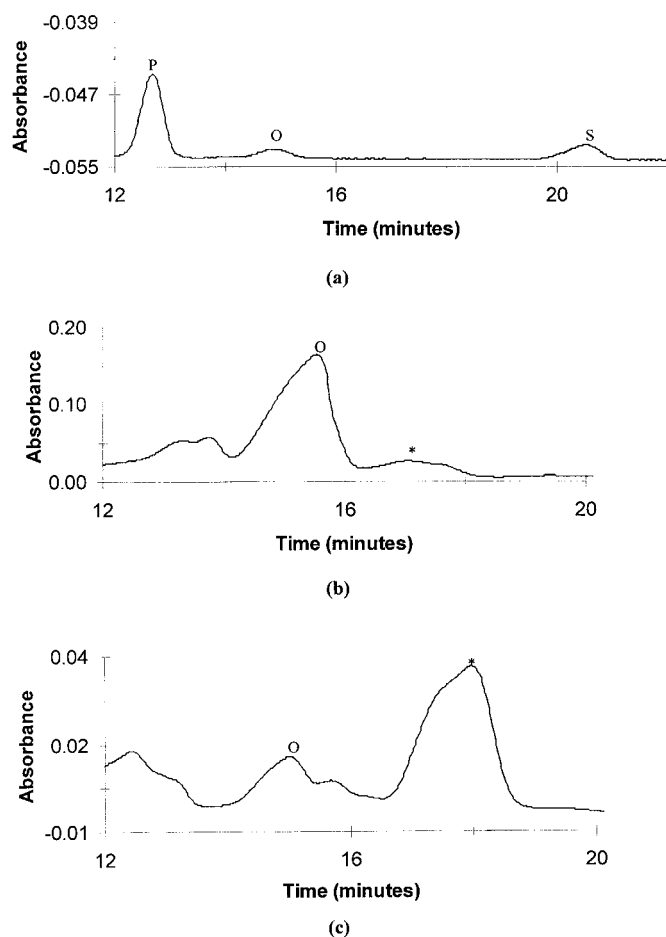 -0.039
P
-0.047
O
S
-0.055
Absorbance
12 16 20
Time (minutes)
(a)
0.20
O
0.10
*
0.00
Absorbance
12 16 20
Time (minutes)
(b)
0.04
*
0.02
O
-0.01
Absorbance
12 16 20
Time (minutes)
(c)